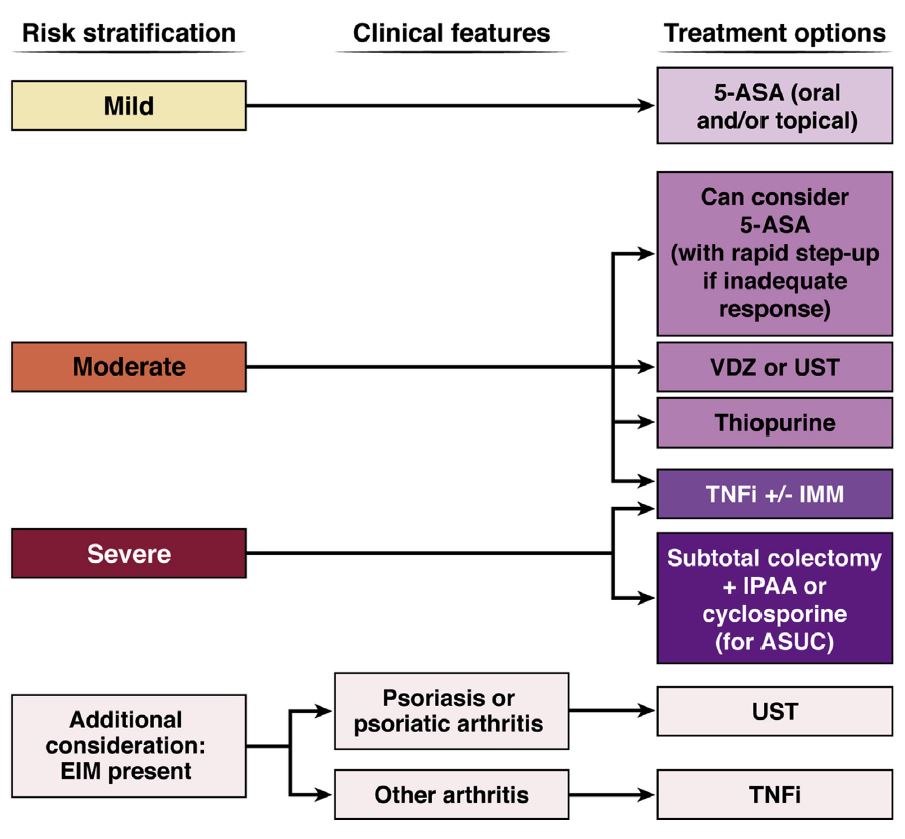 Risk stratification
Clinical features
Treatment options
Mild
5-ASA (oral
and/or topical)
Moderate
Can consider
5-ASA
(with rapid step-up
if inadequate
response)
VDZ or UST
Thiopurine
TNFi +/- IMM
Severe
Subtotal colectomy
+ IPAA or
cyclosporine
(for ASUC)
Additional
consideration:
EIM present
Psoriasis or
psoriatic arthritis
UST
Other arthritis
TNFi